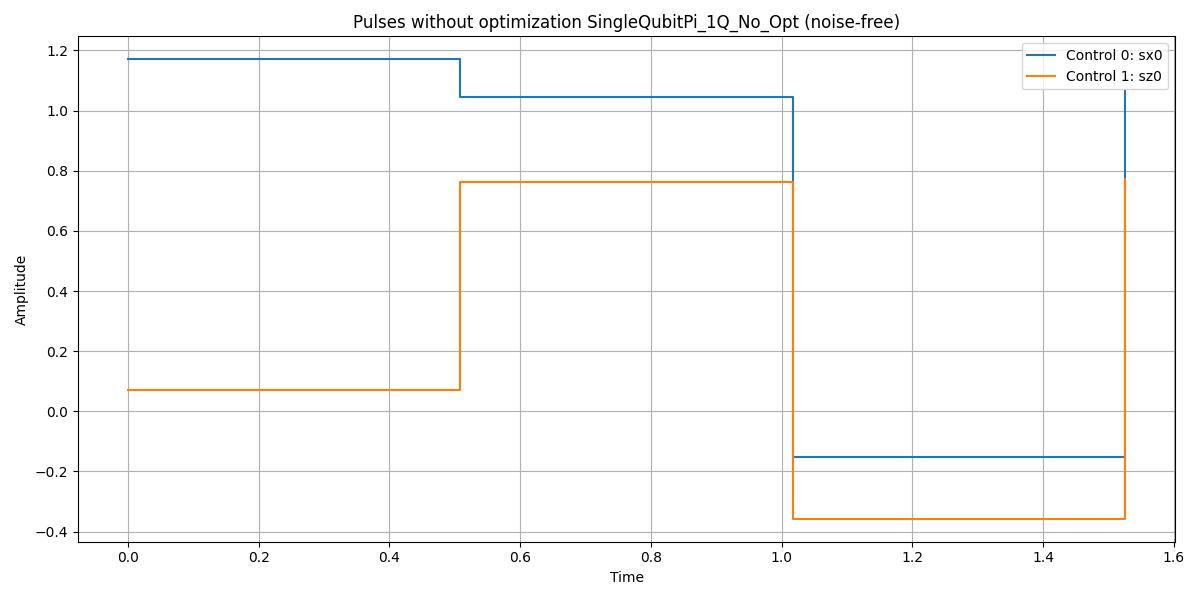 Pulses without optimization SingleQubitPi_1Q_No_Opt (noise-free)
Control 0: sx0
Control 1: sz0
Amplitude
1.2
1.0
0.8
0.6
0.4
0.2
0.0
−0.2
−0.4
0.0 0.2 0.4 0.6 0.8 1.0 1.2 1.4 1.6
Time